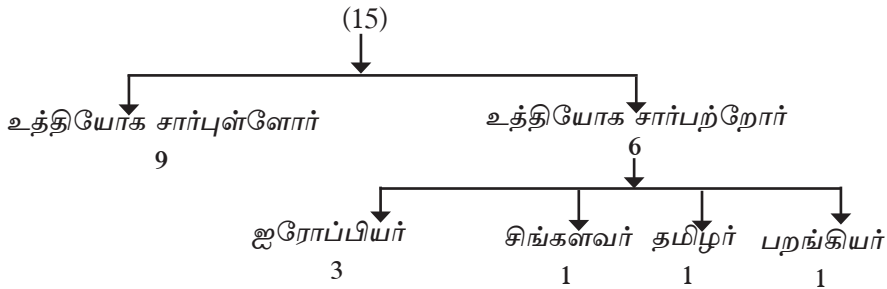 (15)
உத்தியோக சார்புள்ளோர் உத்தியோக சார்பற்றோர்
9 6
ஐரோப்பியர் சிங்களவர் தமிழர் பறங்கியர்
3 1 1 1